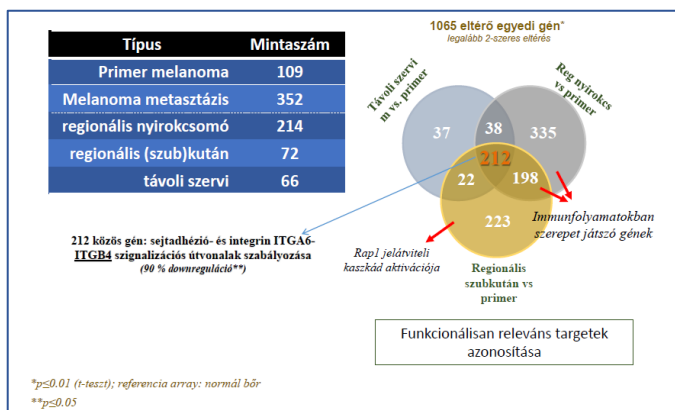 Típus Mintaszám
Primer melanoma 109
Melanoma metasztázis 352
regionális nyirokcsomó 214
regionális (szub)kután 72
távoli szervi 66
1065 eltérő egyedi gén*
legalább 2-szeres eltérés
Távoli szervi
m vs. primer
Reg nyirokcs
vs primer
37
38
335
212
22
198
223
212 közös gén: sejtadhézió- és integrin ITGA6-
ITGB4 szignalizációs útvonalak szabályozása
(90 % downreguláció**)
Rap1 jelátviteli
kaszkád aktivációja
Immunfolyamatokban
szerepet játszó gének
Regionális
szubkután vs
primer
Funkcionálisan releváns targetek
azonosítása
*p≤0.01 (t-teszt); referencia array: normál bőr
**p≤0.05